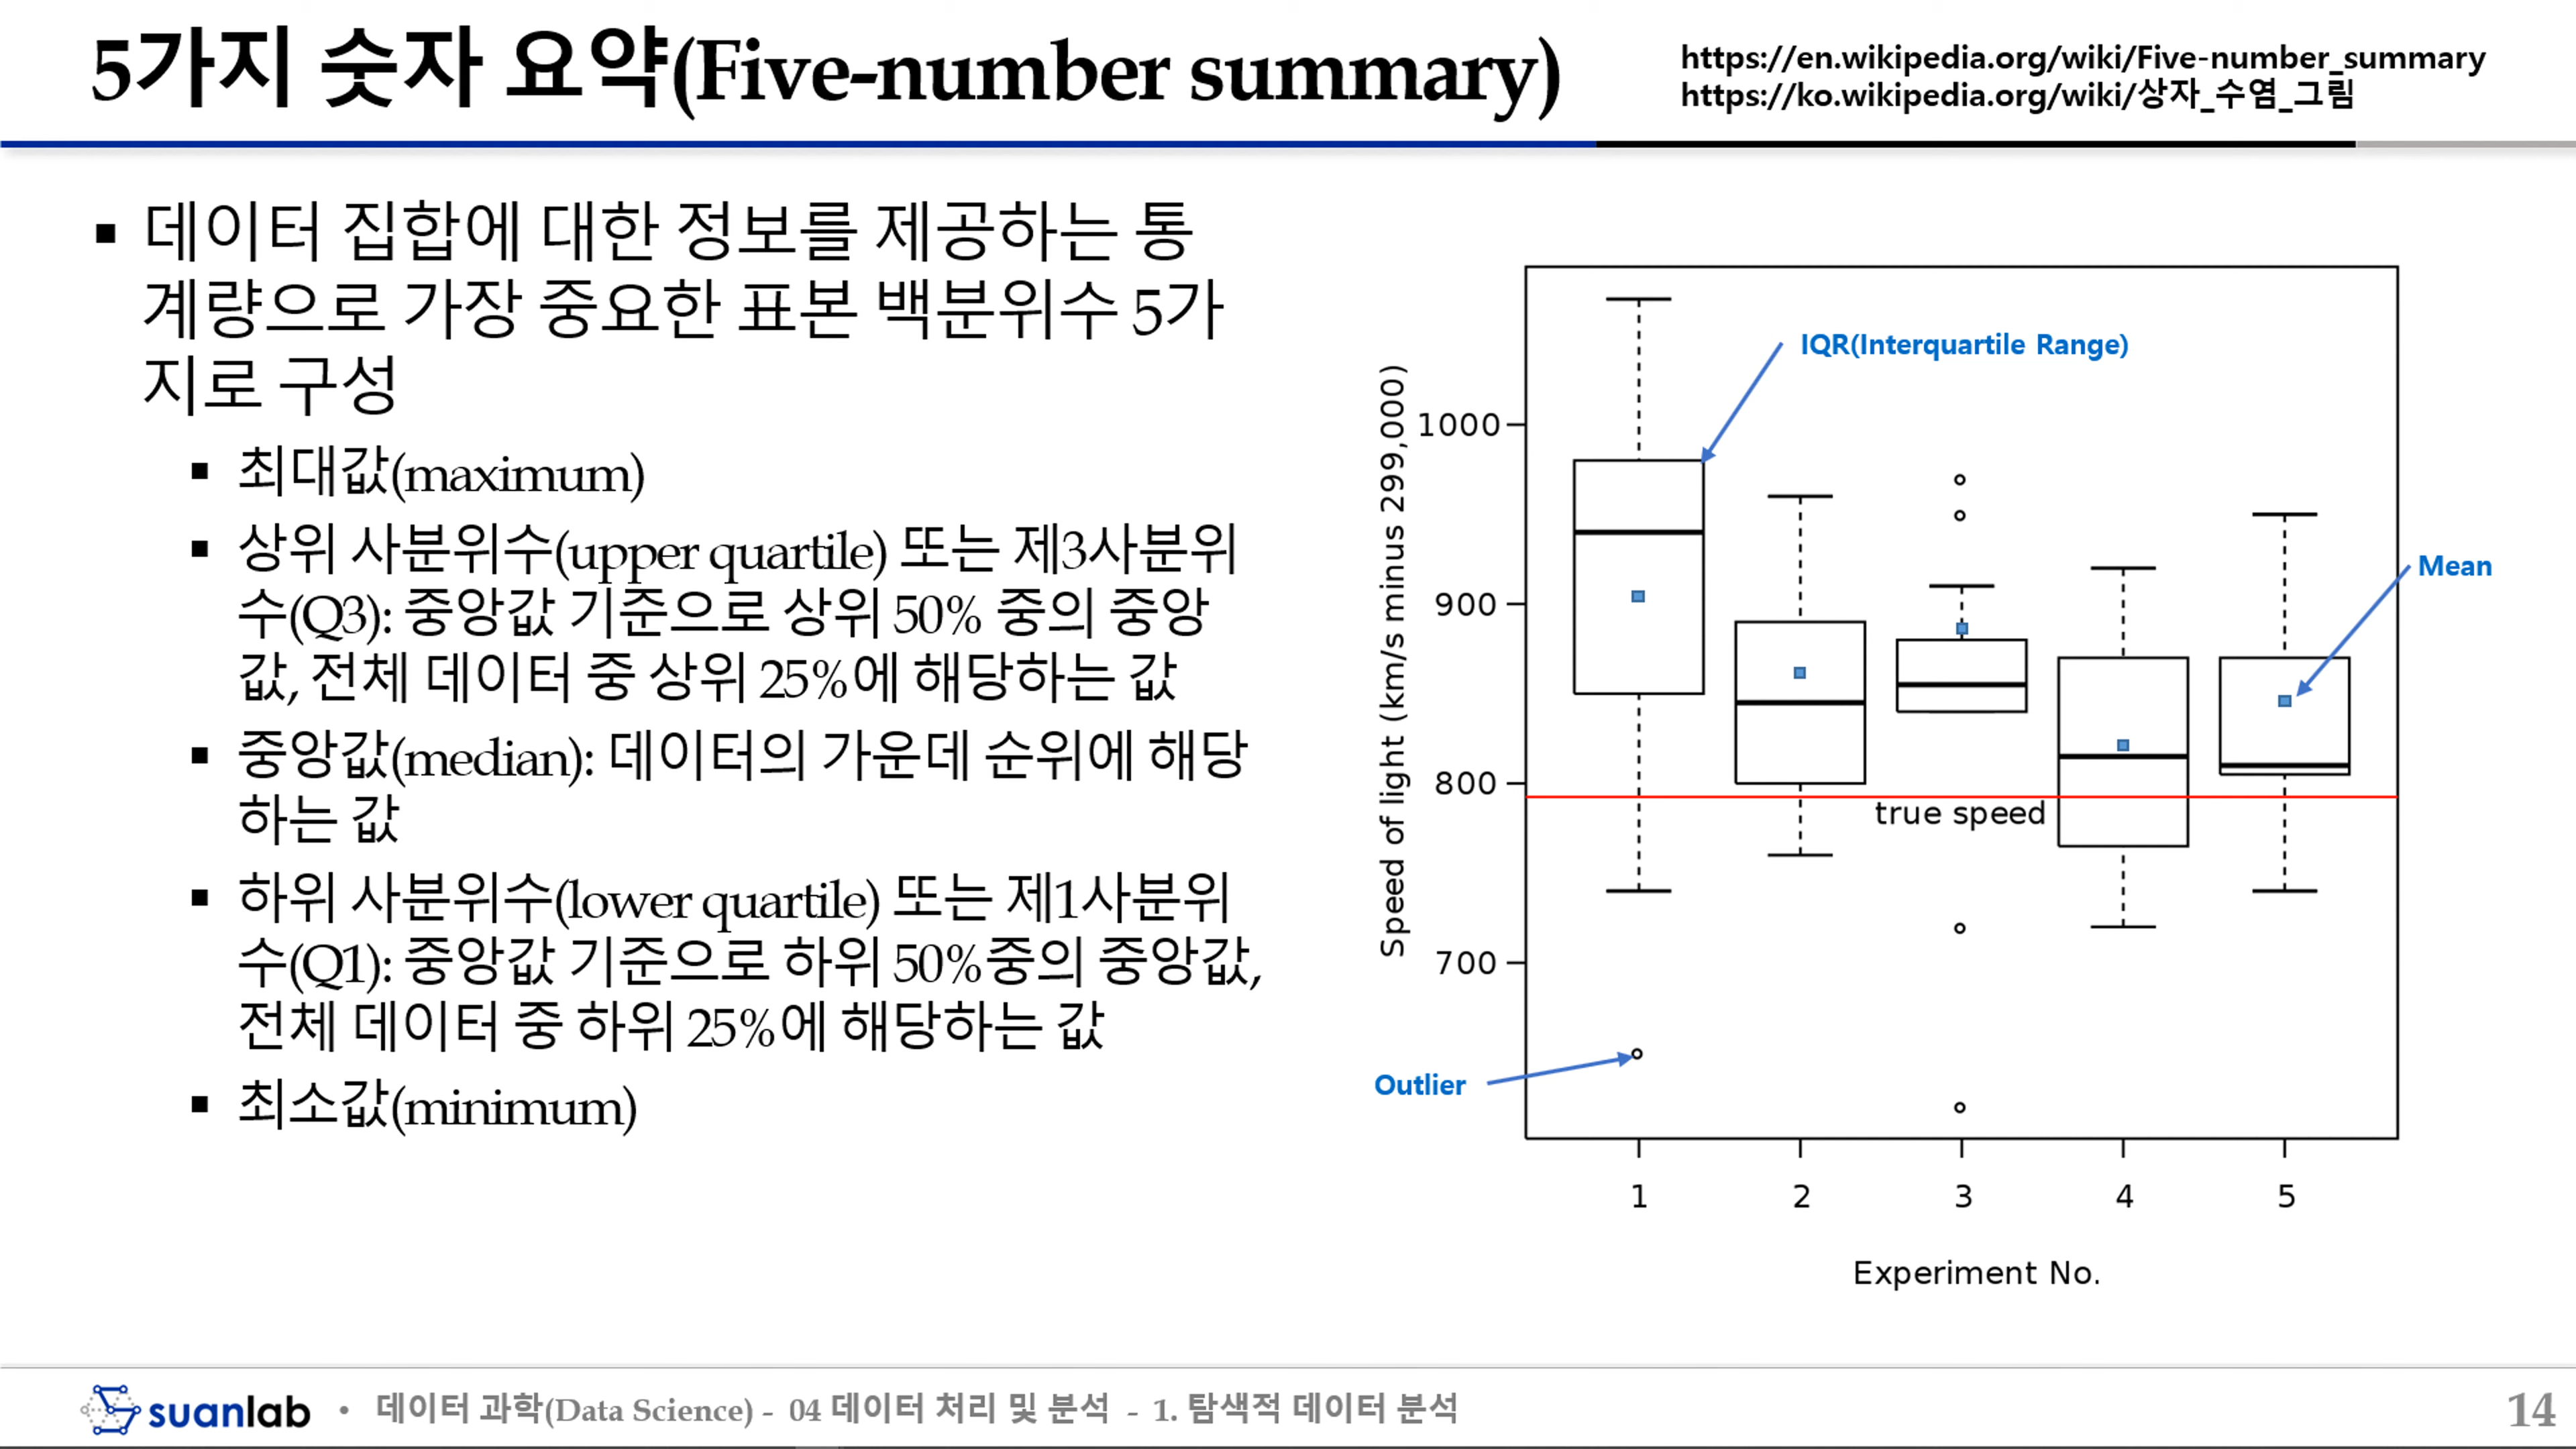 5가지 숫자 요약(Five-number summary)
https://en.wikipedia.org/wiki/Five-number_summary
https://ko.wikipedia.org/wiki/상자_수염_그림
▪ 데이터 집합에 대한 정보를 제공하는 통
계량으로 가장 중요한 표본 백분위수 5가
지로 구성
▪ 최대값(maximum)
▪ 상위 사분위수(upper quartile) 또는 제3사분위
수(Q3): 중앙값 기준으로 상위 50% 중의 중앙
값, 전체 데이터 중 상위 25%에 해당하는 값
▪ 중앙값(median): 데이터의 가운데 순위에 해당
하는 값
▪ 하위 사분위수(lower quartile) 또는 제1사분위
수(Q1): 중앙값 기준으로 하위 50%중의 중앙값,
전체 데이터 중 하위 25%에 해당하는 값
▪ 최소값(minimum)
Speed of light (km/s minus 299,000)
1000
900
800
700
IQR(Interquartile Range)
Mean
true speed
Outlier
1 2 3 4 5
Experiment No.
suanlab • 데이터 과학(Data Science) - 04 데이터 처리 및 분석 - 1. 탐색적 데이터 분석
14